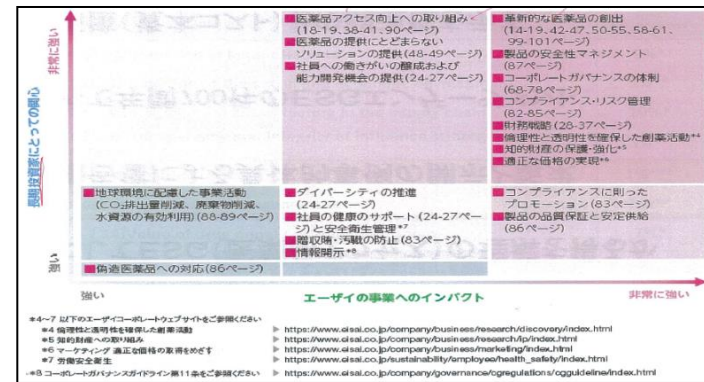 非常に強い
長期投資家にとっての関心
強い
■医薬品アクセス向上への取り組み
(18-19、38-41、90ページ)
■医薬品の提供にとどまらない
ソリューションの提供(48-49ページ)
■社員への働きがいの醸成および
能力開発機会の提供(24-27ページ)
■革新的な医薬品の創出
(14-19、42-47、50-55、58-61、
99-101ページ)
■製品の安全性マネジメント
(87ページ)
■コーポレートガバナンスの体制
(68-78ページ)
■コンプライアンス・リスク管理
(82-85ページ)
■財務戦略(28-37ページ)
■倫理性と透明性を確保した創薬活動*4
■知的財産の保護・強化*5
■適正な価格の実現*6
■地球環境に配慮した事業活動
(CO₂排出量削減、廃棄物削減、
水資源の有効利用)(88-89ページ)
■ダイバーシティの推進
(24-27ページ)
■社員の健康のサポート(24-27ペー
ジ)と安全衛生管理*7
■贈収賄・汚職の防止(83ページ)
■情報開示*8
■コンプライアンスに則った
プロモーション(83ページ)
■製品の品質保証と安定供給
(86ページ)
■偽造医薬品への対応(86ページ)
強い エーザイの事業へのインパクト 非常に強い
*4~7 以下のエーザイコーポレートウェブサイトをご参照ください
*4 倫理性と透明性を確保した創薬活動 ▶ https://www.eisai.co.jp/company/business/research/discovery/index.html
*5 知的財産への取り組み ▶ https://www.eisai.co.jp/company/business/research/ip/index.html
*6 マーケティング 適正な価格の取得をめざす ▶ https://www.eisai.co.jp/company/business/marketing/index.html
*7 労働安全衛生 ▶ https://www.eisai.co.jp/sustainability/employee/health_safety/index.html
*8 コーポレートガバナンスガイドライン第11条をご参照ください ▶ https://www.eisai.co.jp/company/governance/cgregulations/cgguideline/index.html